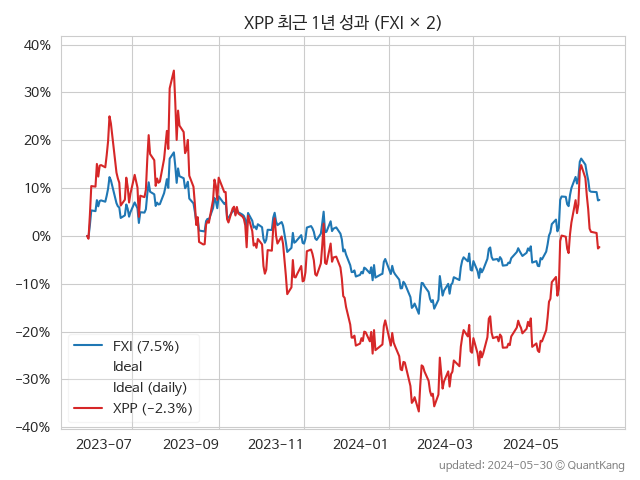 XPP 최근 1년 성과 (FXI × 2)
40%
30%
20%
10%
0%
−10%
−20%
−30%
−40%
FXI (7.5%)
Ideal
Ideal (daily)
XPP (−2.3%)
2023−07
2023−09
2023−11
2024−01
2024−03
2024−05
updated: 2024-05-30 ⓒ QuantKang